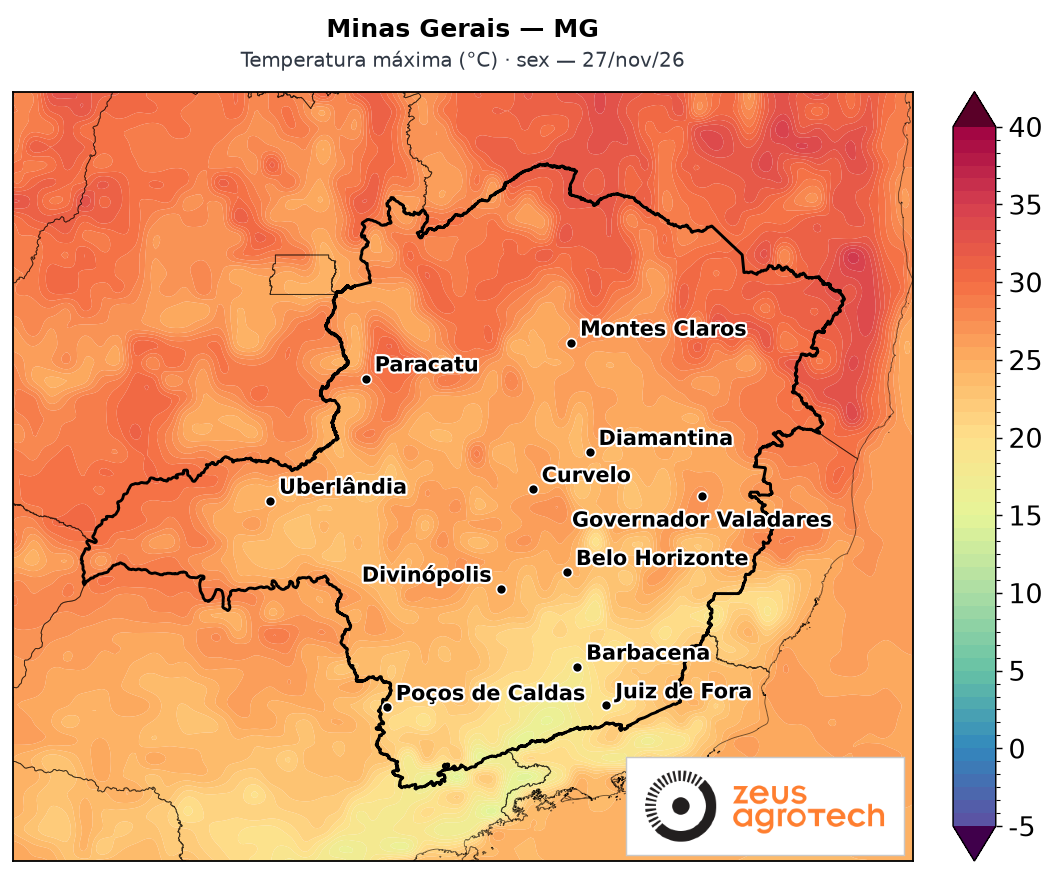 Minas Gerais — MG
Temperatura máxima (°C) · sex — 27/nov/26
Montes Claros
Paracatu
Diamantina
Curvelo
Uberlândia
Governador Valadares
Belo Horizonte
Divinópolis
Barbacena
Poços de Caldas
Juiz de Fora
zeus
agrotech
40
35
30
25
20
15
10
5
0
-5